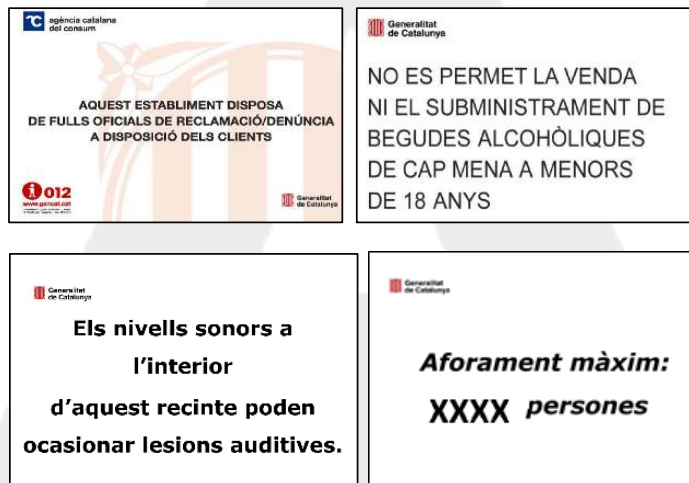 agència catalana
del consum
AQUEST ESTABLIMENT DISPOSA
DE FULLS OFICIALS DE RECLAMACIÓ/DENÚNCIA
A DISPOSICIÓ DELS CLIENTS
012
www.gencat.cat
Generalitat
de Catalunya
Generalitat
de Catalunya
NO ES PERMET LA VENDA
NI EL SUBMINISTRAMENT DE
BEGUDES ALCOHÒLIQUES
DE CAP MENA A MENORS
DE 18 ANYS
Generalitat
de Catalunya
Els nivells sonors a
l’interior
d’aquest recinte poden
ocasionar lesions auditives.
Generalitat
de Catalunya
Aforament màxim:
XXXX persones